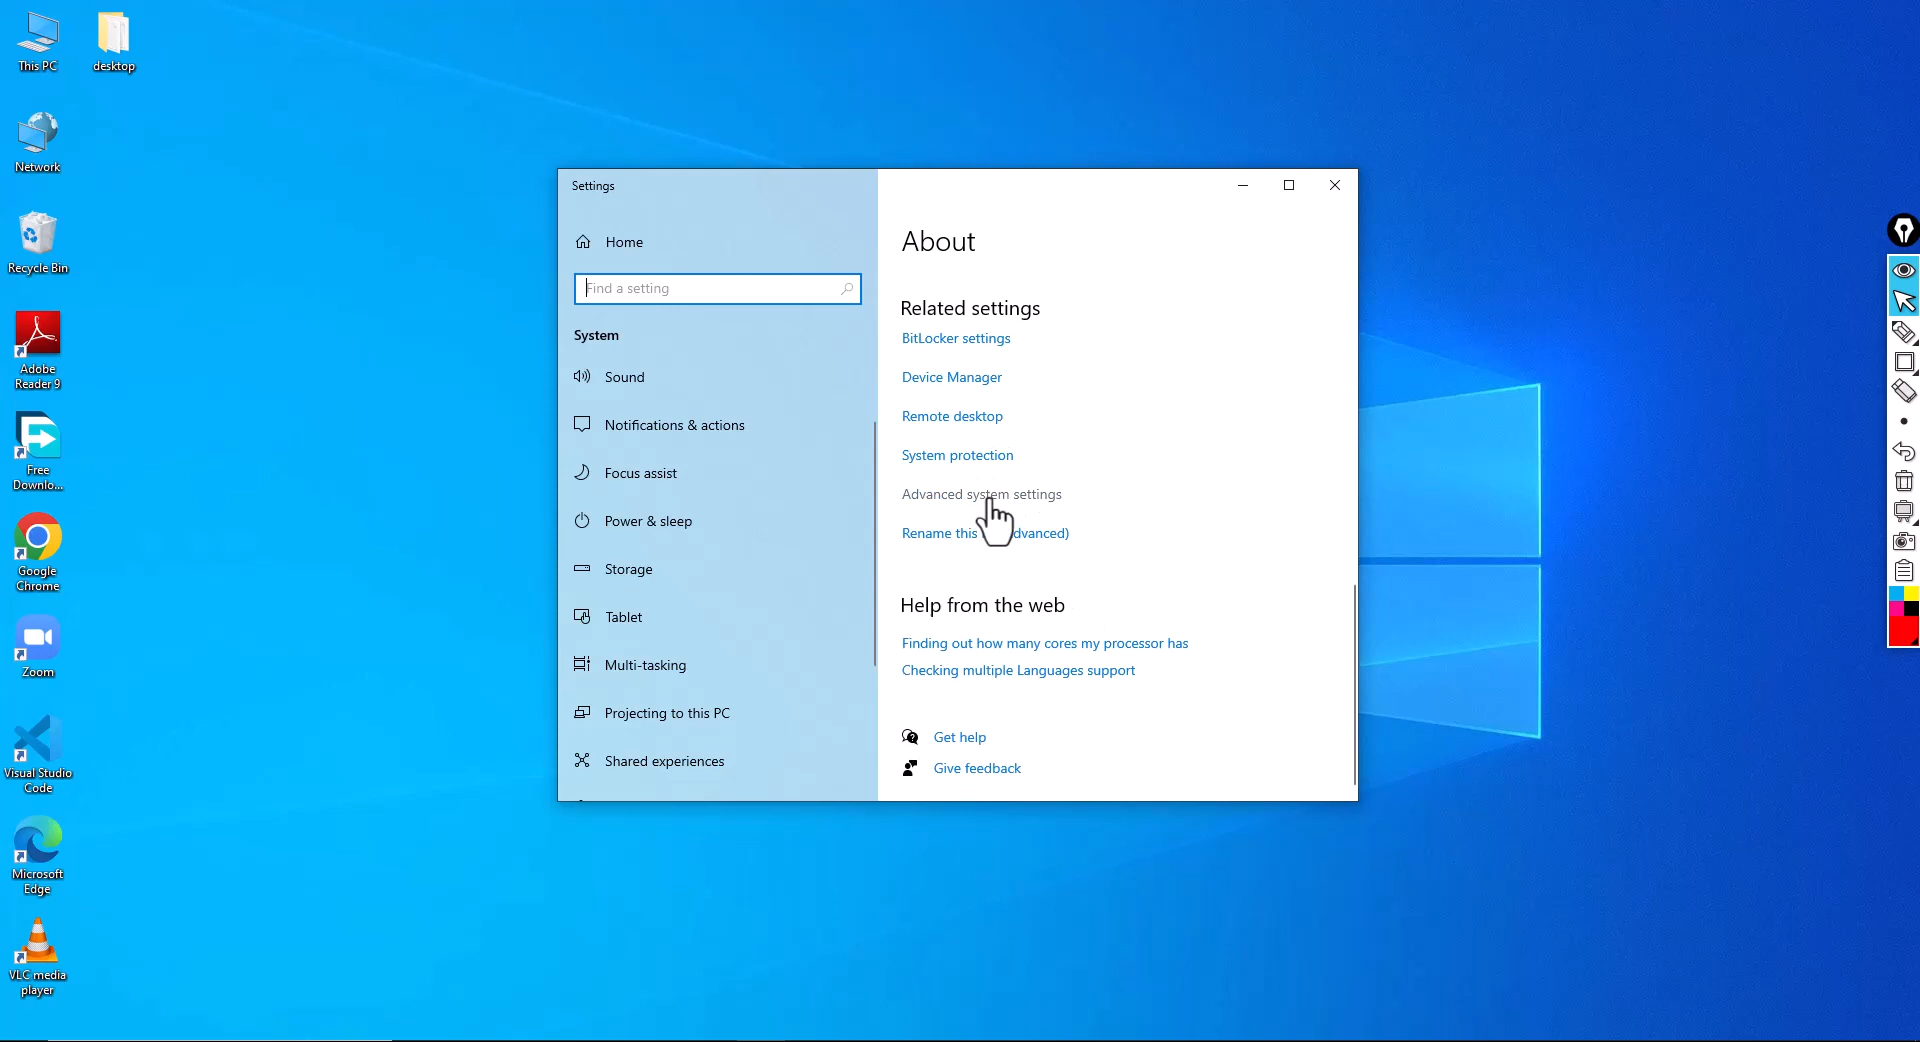 This PC
desktop
Network
Recycle Bin
Adobe
Reader 9
Free
Downlo...
Google
Chrome
Zoom
Visual Studio
Code
Microsoft
Edge
VLC media
player
Settings
Home
Find a setting
System
Sound
Notifications & actions
Focus assist
Power & sleep
Storage
Tablet
Multi-tasking
Projecting to this PC
Shared experiences
About
Related settings
BitLocker settings
Device Manager
Remote desktop
System protection
Advanced system settings
Rename this dvanced)
Help from the web
Finding out how many cores my processor has
Checking multiple Languages support
Get help
Give feedback